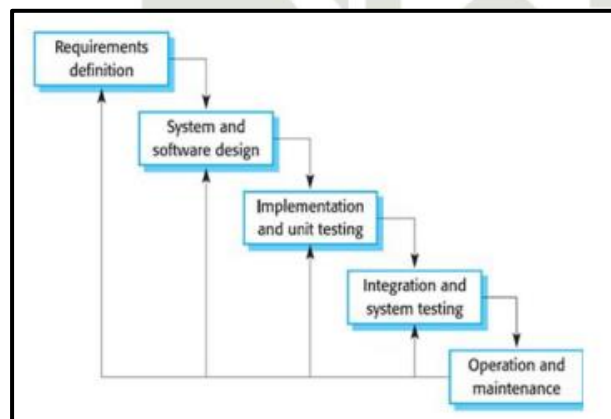 Requirements
definition
System and
software design
Implementation
and unit testing
Integration and
system testing
Operation and
maintenance